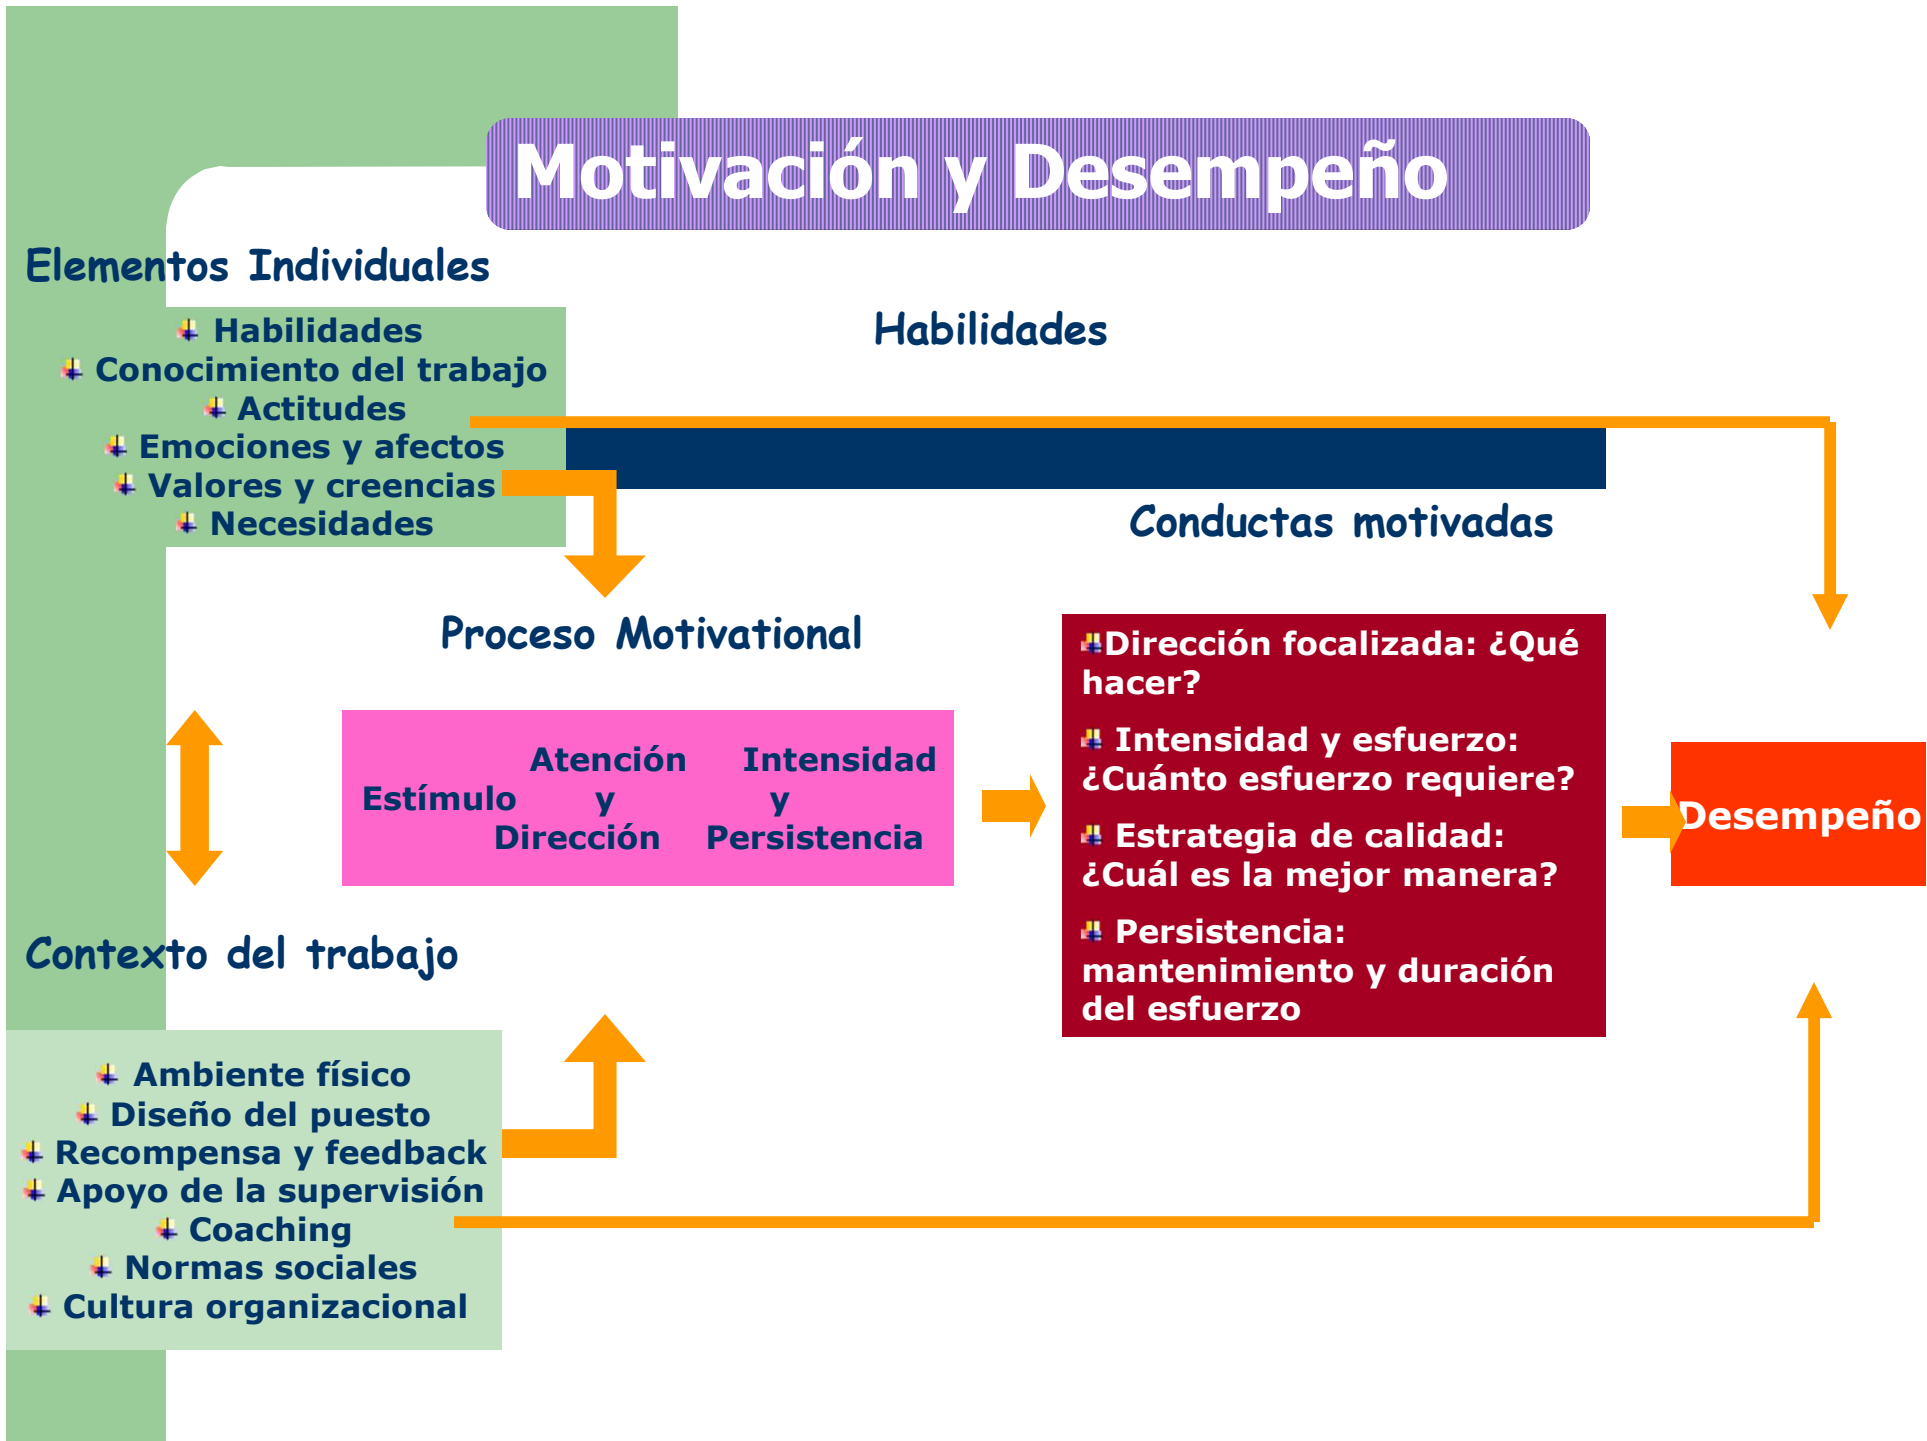 Motivación y Desempeño
Elementos Individuales
Habilidades
Conocimiento del trabajo
Actitudes
Emociones y afectos
Valores y creencias
Necesidades
Habilidades
Conductas motivadas
Proceso Motivational
Atención Intensidad
Estímulo y y
Dirección Persistencia
Dirección focalizada: ¿Qué
hacer?
Intensidad y esfuerzo:
¿Cuánto esfuerzo requiere?
Estrategia de calidad:
¿Cuál es la mejor manera?
Persistencia:
mantenimiento y duración
del esfuerzo
Desempeño
Contexto del trabajo
Ambiente físico
Diseño del puesto
Recompensa y feedback
Apoyo de la supervisión
Coaching
Normas sociales
Cultura organizacional